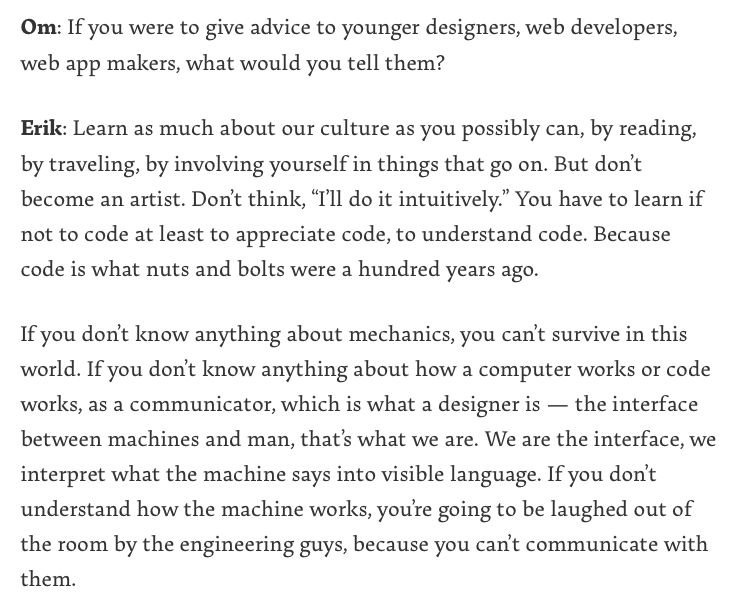 Om: If you were to give advice to younger designers, web developers,
web app makers, what would you tell them?
Erik: Learn as much about our culture as you possibly can, by reading,
by traveling, by involving yourself in things that go on. But don’t
become an artist. Don’t think, “I’ll do it intuitively.” You have to learn if
not to code at least to appreciate code, to understand code. Because
code is what nuts and bolts were a hundred years ago.
If you don’t know anything about mechanics, you can’t survive in this
world. If you don’t know anything about how a computer works or code
works, as a communicator, which is what a designer is — the interface
between machines and man, that’s what we are. We are the interface, we
interpret what the machine says into visible language. If you don’t
understand how the machine works, you’re going to be laughed out of
the room by the engineering guys, because you can’t communicate with
them.